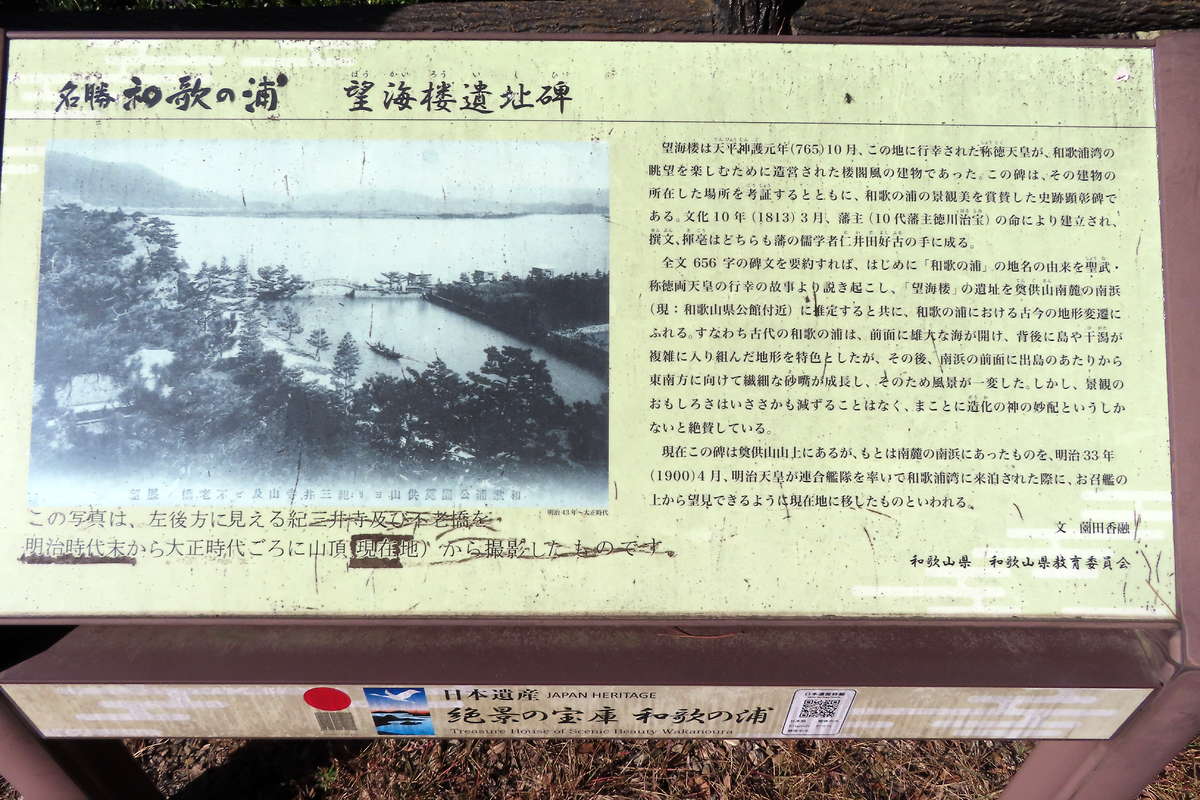 名勝 和歌の浦 望海楼遺址碑
ぼう かい ろう い し ひ
望海楼は天平神護元年(765)10月、この地に行幸された称徳天皇が、和歌浦湾の
眺望を楽しむために造営された楼閣風の建物であった。この碑は、その建物の
所在した場所を考証するとともに、和歌の浦の景観美を賞賛した史跡顕彰碑で
ある。文化10年(1813)3月、藩主(10代藩主徳川治宝)の命により建立され、
撰文、揮毫はどちらも藩の儒学者仁井田好古の手に成る。
全文656字の碑文を要約すれば、はじめに「和歌の浦」の地名の由来を聖武・
称徳両天皇の行幸の故事より説き起こし、「望海楼」の遺址を奠供山南麓の南浜
(現:和歌山県公館付近)に推定すると共に、和歌の浦における古今の地形変遷に
ふれる。すなわち古代の和歌の浦は、前面に雄大な海が開け、背後に島や干潟が
複雑に入り組んだ地形を特色としたが、その後、南浜の前面に出島のあたりから
東南方に向けて繊細な砂嘴が成長し、そのため風景が一変した。しかし、景観の
おもしろさはいささかも減ずることはなく、まことに造化の神の妙配というしか
ないと絶賛している。
現在この碑は奠供山山上にあるが、もとは南麓の南浜にあったものを、明治33年
(1900)4月、明治天皇が連合艦隊を率いて和歌浦湾に来泊された際に、お召艦の
上から望見できるように現在地に移したものといわれる。
文 薗田香融
和歌山県 和歌山県教育委員会
明治43年~大正時代
この写真は、左後方に見える紀三井寺及び不老橋を
明治時代末から大正時代ごろに山頂(現在地)から撮影したものです。
日本遺産 JAPAN HERITAGE
絶景の宝庫 和歌の浦
Treasure House of Scenic Beauty Wakanoura